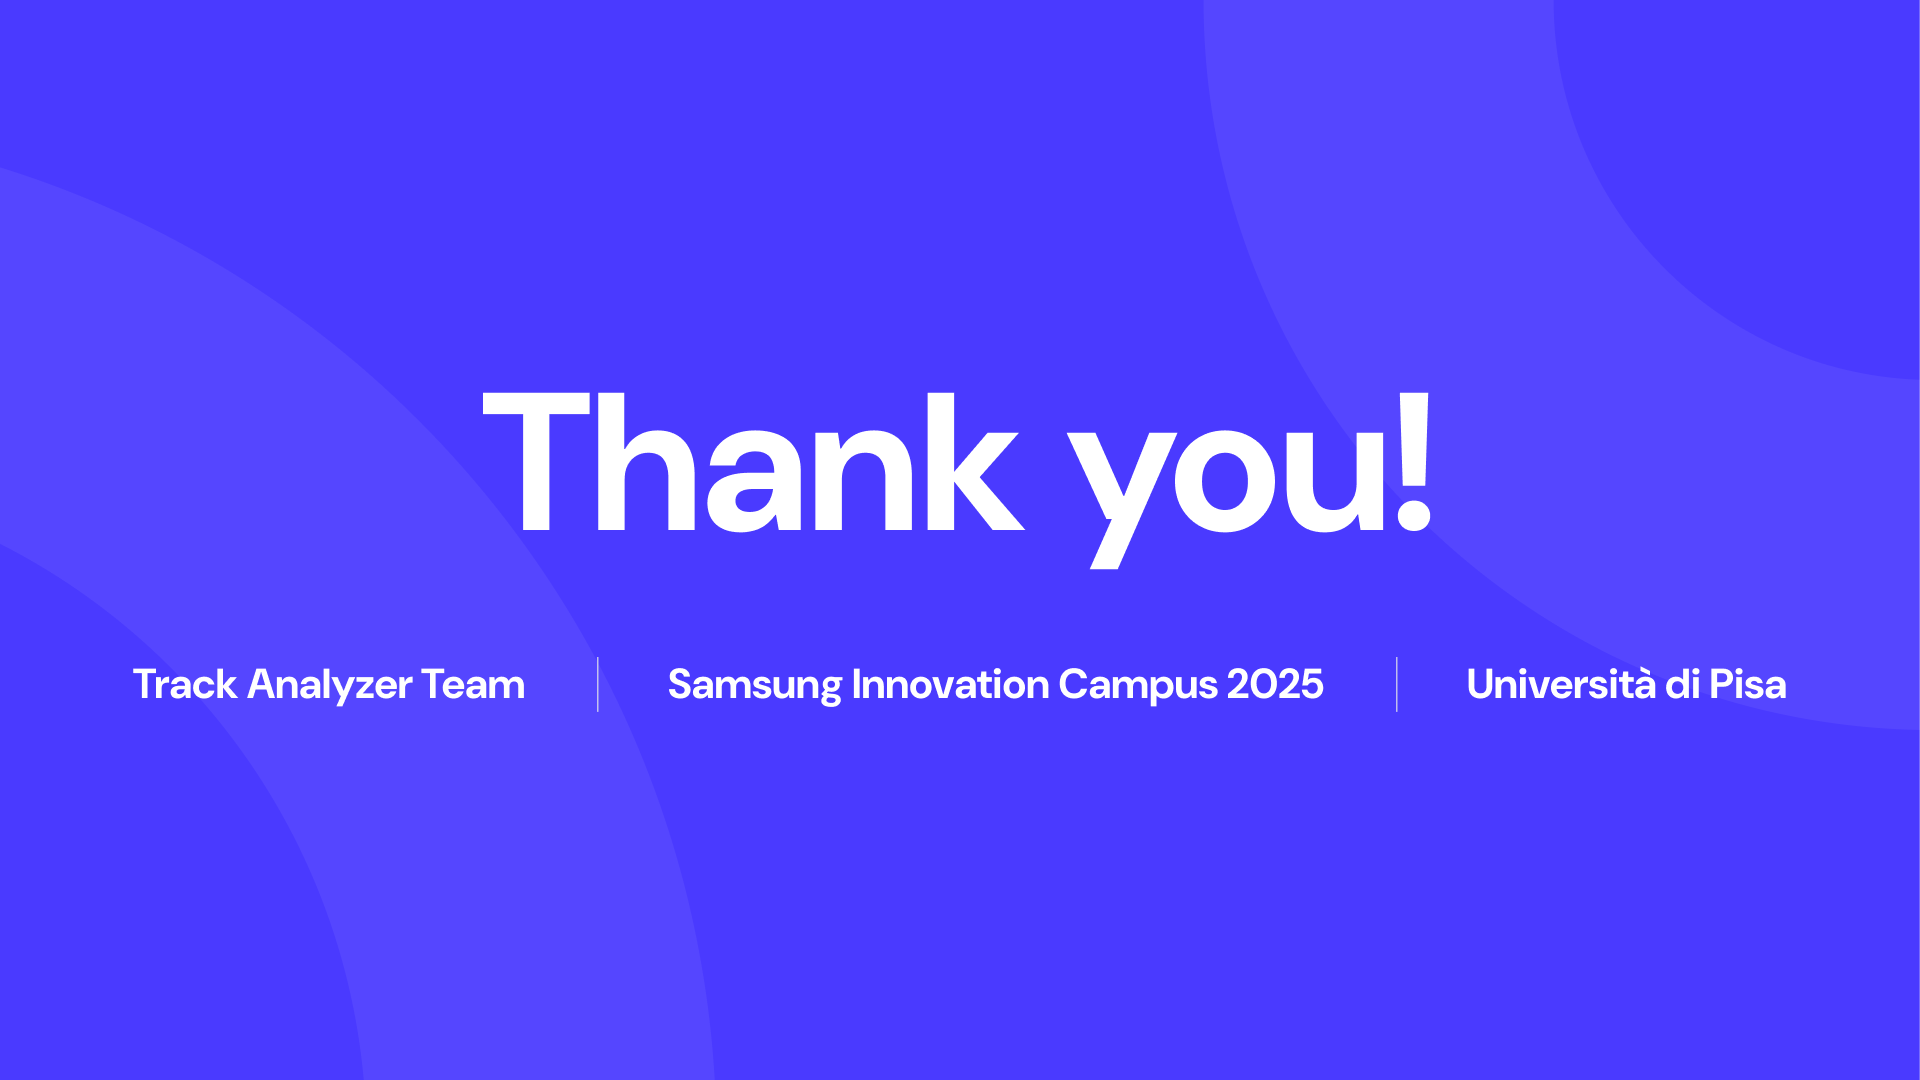 Thank you!
Track Analyzer Team
Samsung Innovation Campus 2025
Università di Pisa